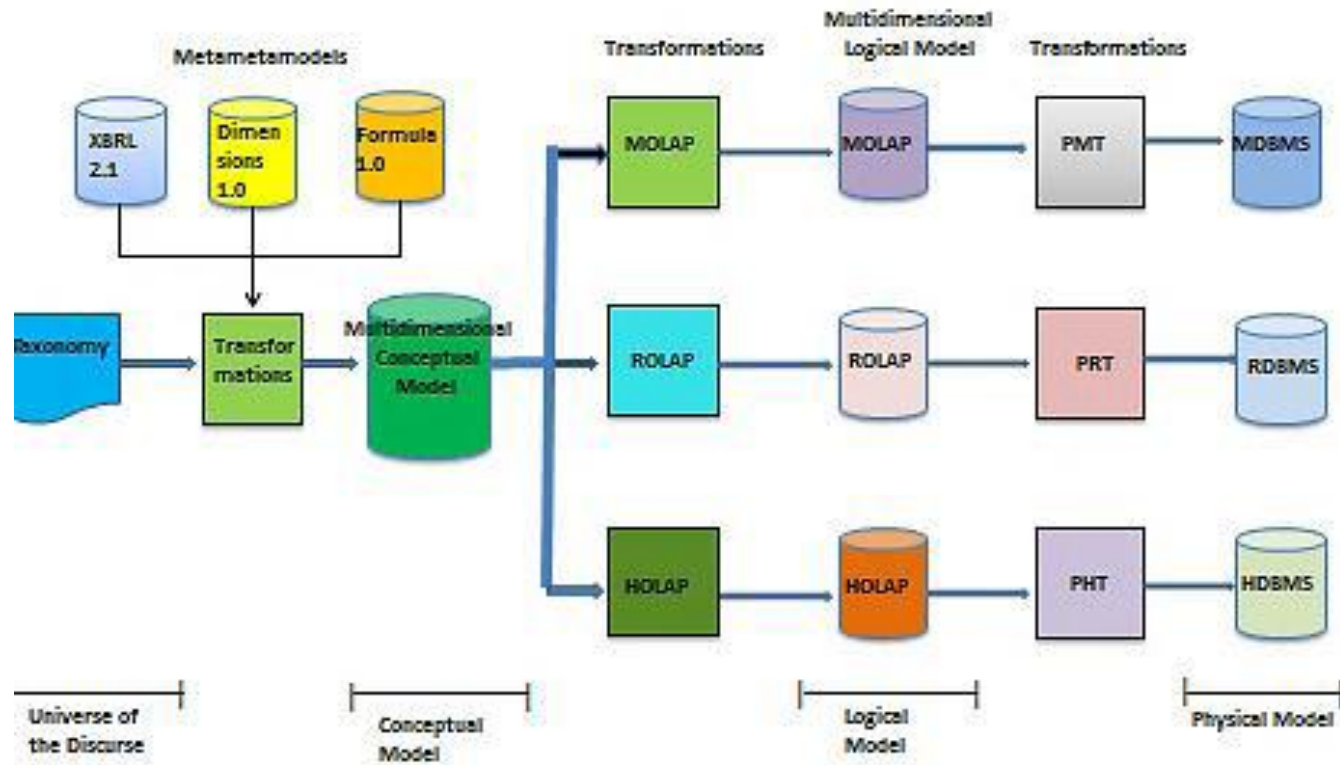 Metametamodels
Transformations
Multidimensional
Logical Model
Transformations
XBRL
2.1
Dimen
sions
1.0
Formula
1.0
MOLAP
MOLAP
PMT
MDBMS
Taxonomy
Transfor
mations
Multidimensional
Conceptual
Model
ROLAP
ROLAP
PRT
RDBMS
HOLAP
HOLAP
PHT
HDBMS
Universe of
the Discurse
Conceptual
Model
Logical
Model
Physical Model